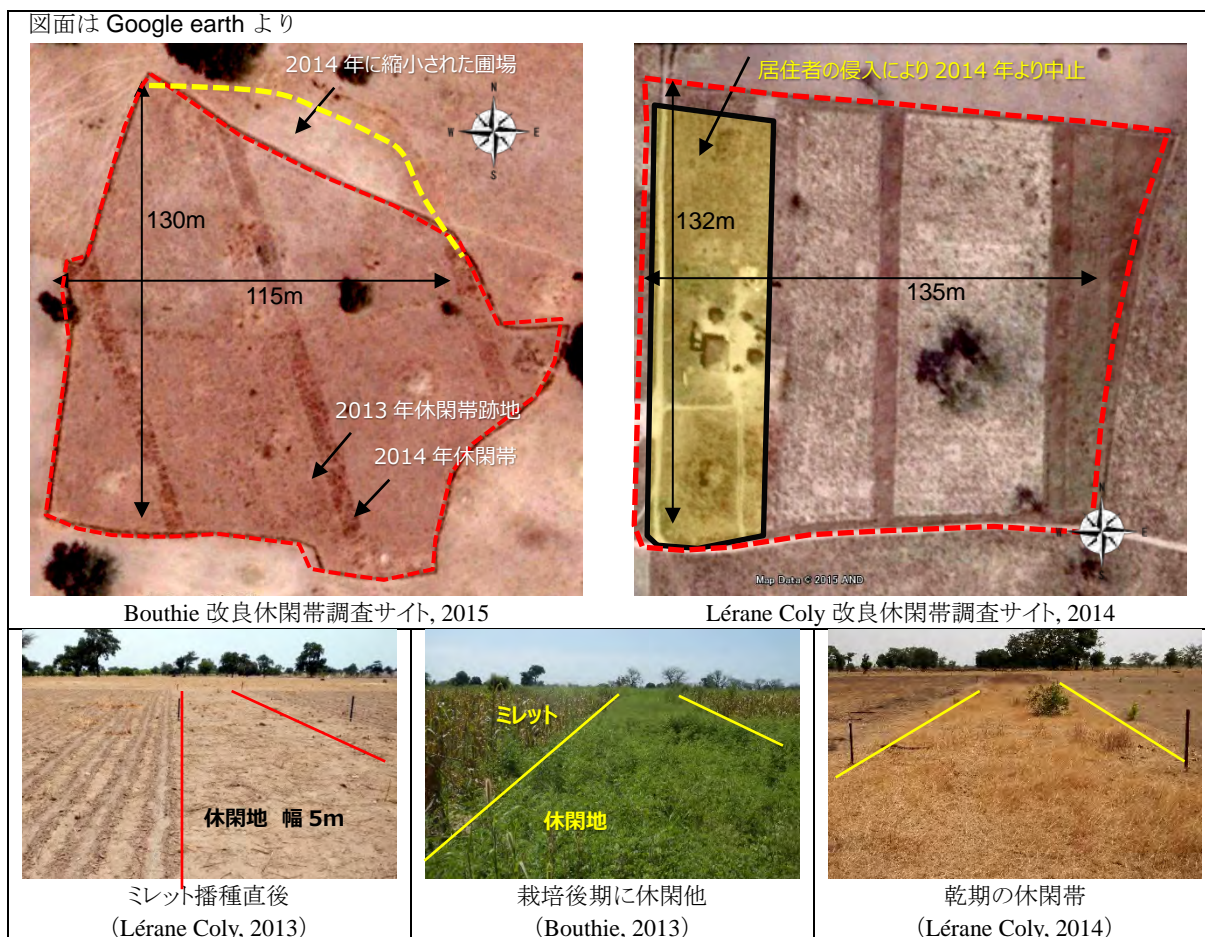 図面は Google earth より
2014 年に縮小された圃場
N
W
E
S
130m
115m
2013 年休閑帯跡地
2014 年休閑帯
居住者の侵入により 2014 年より中止
132m
135m
N
W
E
Map Data © 2015 AND
Bouthie 改良休閑帯調査サイト, 2015
Lérane Coly 改良休閑帯調査サイト, 2014
休閑地 幅 5m
ミレット
休閑地
ミレット播種直後
(Lérane Coly, 2013)
栽培後期に休閑他
(Bouthie, 2013)
乾期の休閑帯
(Lérane Coly, 2014)